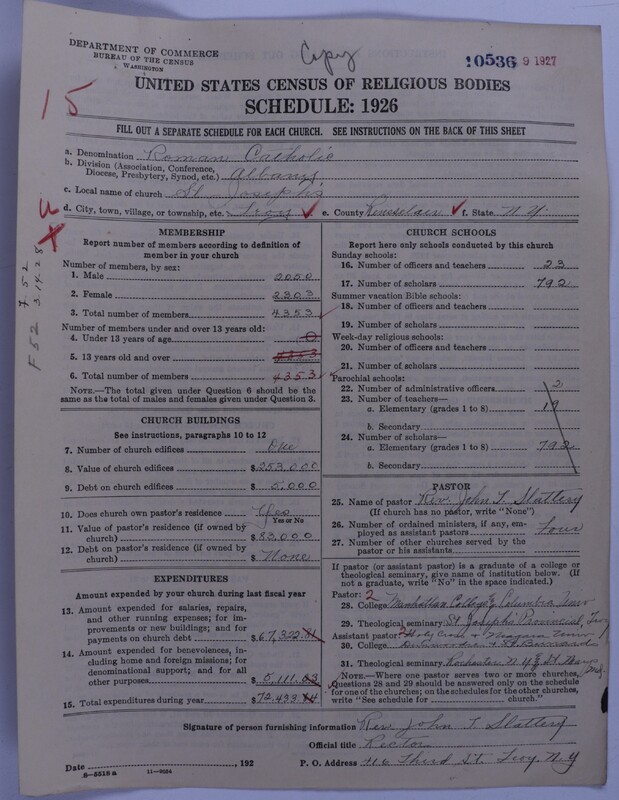 DEPARTMENT OF COMMERCE
BUREAU OF THE CENSUS
WASHINGTON
Copy
10536 9 1927
15
UNITED STATES CENSUS OF RELIGIOUS BODIES
SCHEDULE: 1926
FILL OUT A SEPARATE SCHEDULE FOR EACH CHURCH. SEE INSTRUCTIONS ON THE BACK OF THIS SHEET
a. Denomination Roman Catholic
b. Division (Association, Conference, Diocese, Presbytery, Synod, etc.) Albany
c. Local name of church St Josephs
d. City, town, village, or township, etc. Troy e. County Rensselaer f. State N.Y.
F52 752 3.14.28
MEMBERSHIP
Report number of members according to definition of member in your church
Number of members, by sex:
1. Male 2050
2. Female 2303
3. Total number of members 4353
Number of members under and over 13 years old:
4. Under 13 years of age 0
5. 13 years old and over 4353
6. Total number of members 4353
NOTE.—The total given under Question 6 should be the same as the total of males and females given under Question 3.
CHURCH BUILDINGS
See instructions, paragraphs 10 to 12
7. Number of church edifices One
8. Value of church edifices $253,000
9. Debt on church edifices $5,000
10. Does church own pastor's residence Yes
Yes or No
11. Value of pastor's residence (if owned by church) $83,000
12. Debt on pastor's residence (if owned by church) $None
EXPENDITURES
Amount expended by your church during last fiscal year
13. Amount expended for salaries, repairs, and other running expenses; for improvements or new buildings; and for payments on church debt $67,322.81
14. Amount expended for benevolences, including home and foreign missions; for denominational support; and for all other purposes $5,111.03
15. Total expenditures during year $72,433.84
CHURCH SCHOOLS
Report here only schools conducted by this church
Sunday schools:
16. Number of officers and teachers 23
17. Number of scholars 792
Summer vacation Bible schools:
18. Number of officers and teachers
19. Number of scholars
Week-day religious schools:
20. Number of officers and teachers
21. Number of scholars
Parochial schools:
22. Number of administrative officers 2
23. Number of teachers—
a. Elementary (grades 1 to 8) 19
b. Secondary
24. Number of scholars—
a. Elementary (grades 1 to 8) 792
b. Secondary
PASTOR
25. Name of pastor Rev. John T. Slattery
(If church has no pastor, write "None")
26. Number of ordained ministers, if any, employed as assistant pastors four
27. Number of other churches served by the pastor or his assistants
If pastor (or assistant pastor) is a graduate of a college or theological seminary, give name of institution below. (If not a graduate, write "No" in the space indicated.)
Pastor: 2
28. College Manhattan College & Columbia Univ
29. Theological seminary St Josephs Provincial, Troy
Assistant pastor: Holy Cross + Niagara Univ
30. College
31. Theological seminary Rochester N.Y. & St Marys
NOTE.—Where one pastor serves two or more churches, Questions 28 and 29 should be answered only on the schedule for one of the churches; on the schedules for the other churches, write "See schedule for church."
Signature of person furnishing information Rev. John T. Slattery
Official title Rector
Date , 192 P. O. Address 416 Third St. Troy. N.Y
8-5518a 11-9034